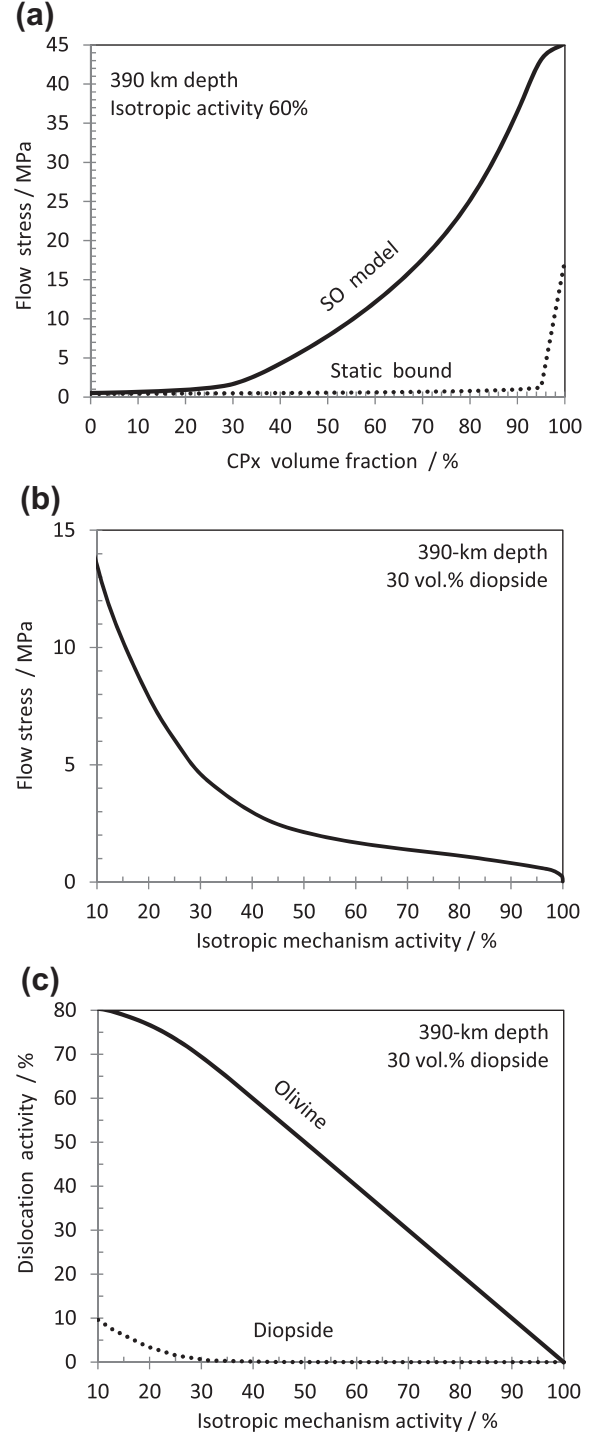 (a)
45
40
35
30
25
20
15
10
5
0
Flow stress / MPa
390 km depth
Isotropic activity 60%
SO model
Static bound
0 10 20 30 40 50 60 70 80 90 100
CPx volume fraction / %
(b)
15
10
5
0
Flow stress / MPa
390-km depth
30 vol.% diopside
10 20 30 40 50 60 70 80 90 100
Isotropic mechanism activity / %
(c)
80
70
60
50
40
30
20
10
0
Dislocation activity / %
390-km depth
30 vol.% diopside
Olivine
Diopside
10 20 30 40 50 60 70 80 90 100
Isotropic mechanism activity / %